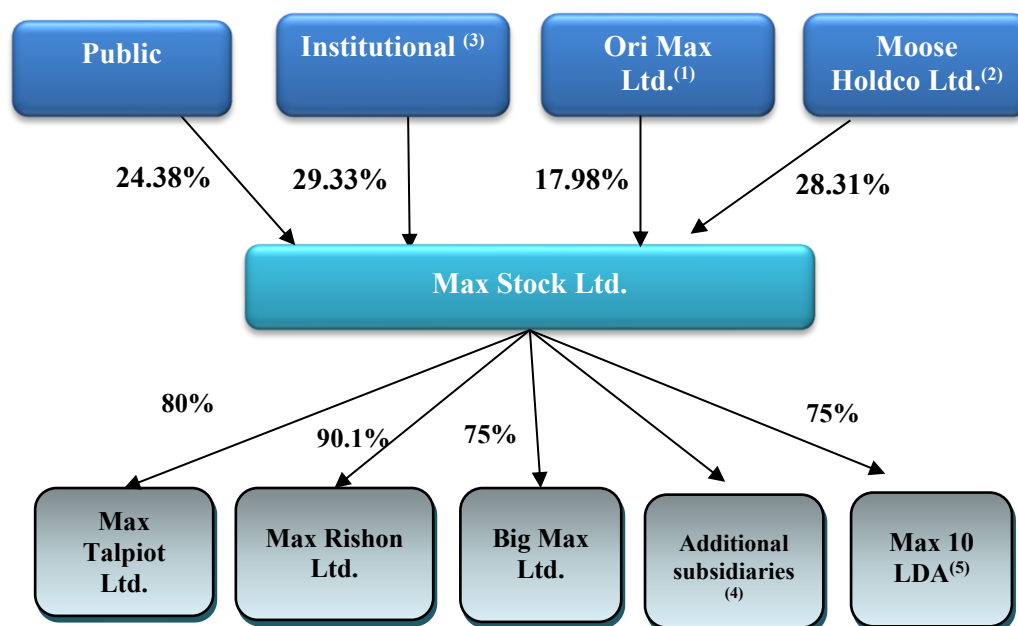 Public
Institutional (3)
Ori Max
Ltd.(1)
Moose
Holdco Ltd.(2)
24.38%
29.33%
17.98%
28.31%
Max Stock Ltd.
80%
90.1%
75%
75%
Max
Talpiot
Ltd.
Max Rishon
Ltd.
Big Max
Ltd.
Additional
subsidiaries
(4)
Max 10
LDA(5)